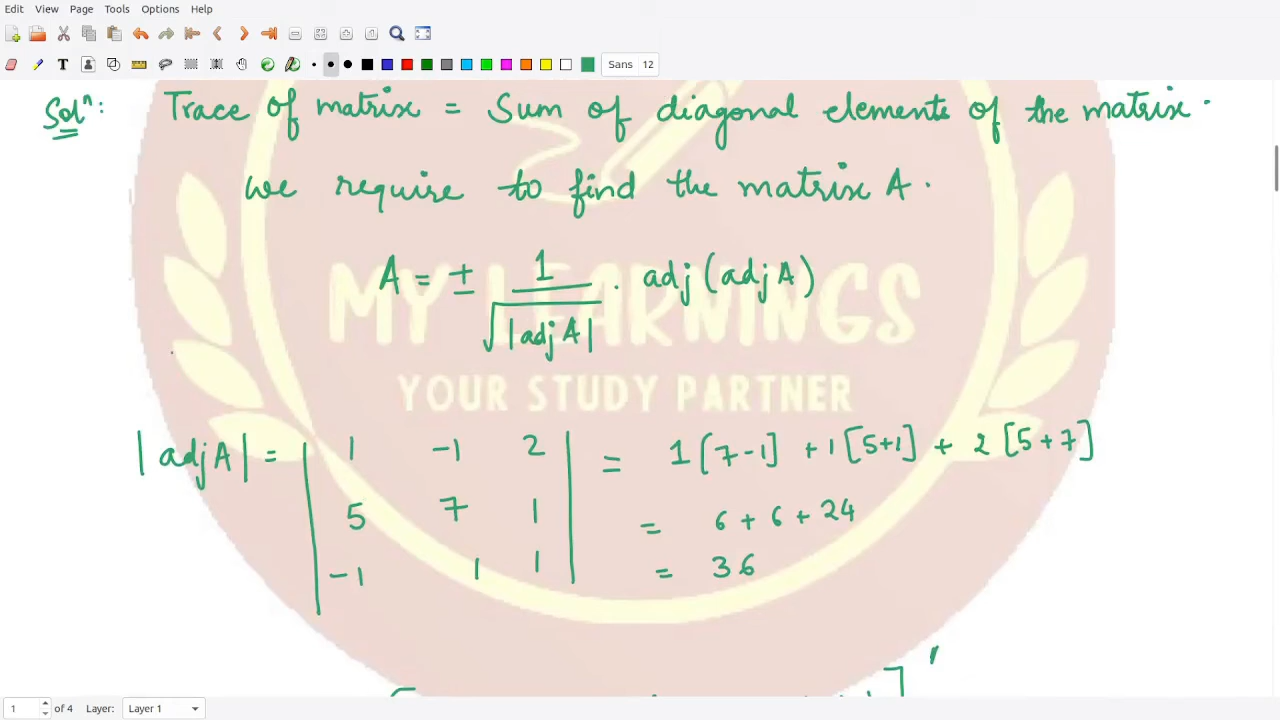 Edit View Page Tools Options Help
Sans 12
Solⁿ: Trace of matrix = Sum of diagonal elements of the matrix.
we require to find the matrix A.
A = ± 1/√|adj A| . adj (adj A)
MY LEARNINGS
YOUR STUDY PARTNER
|adj A| = | 1 -1 2 | = 1[7-1] +1[5+1] + 2[5+7]
| 5 7 1 | = 6 + 6 + 24
| -1 1 1 | = 36
1 of 4 Layer: Layer 1